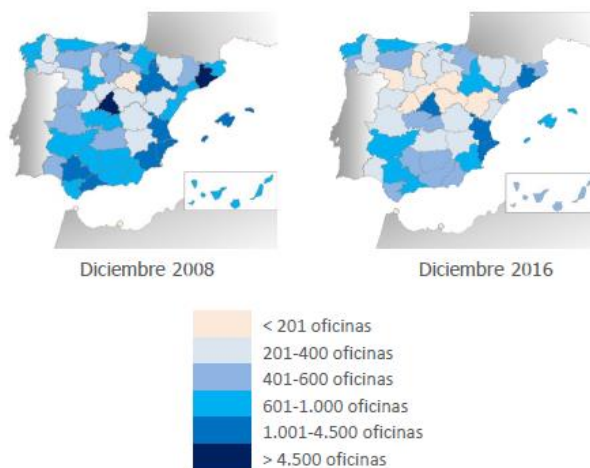 Diciembre 2008
Diciembre 2016
< 201 oficinas
201-400 oficinas
401-600 oficinas
601-1.000 oficinas
1.001-4.500 oficinas
> 4.500 oficinas